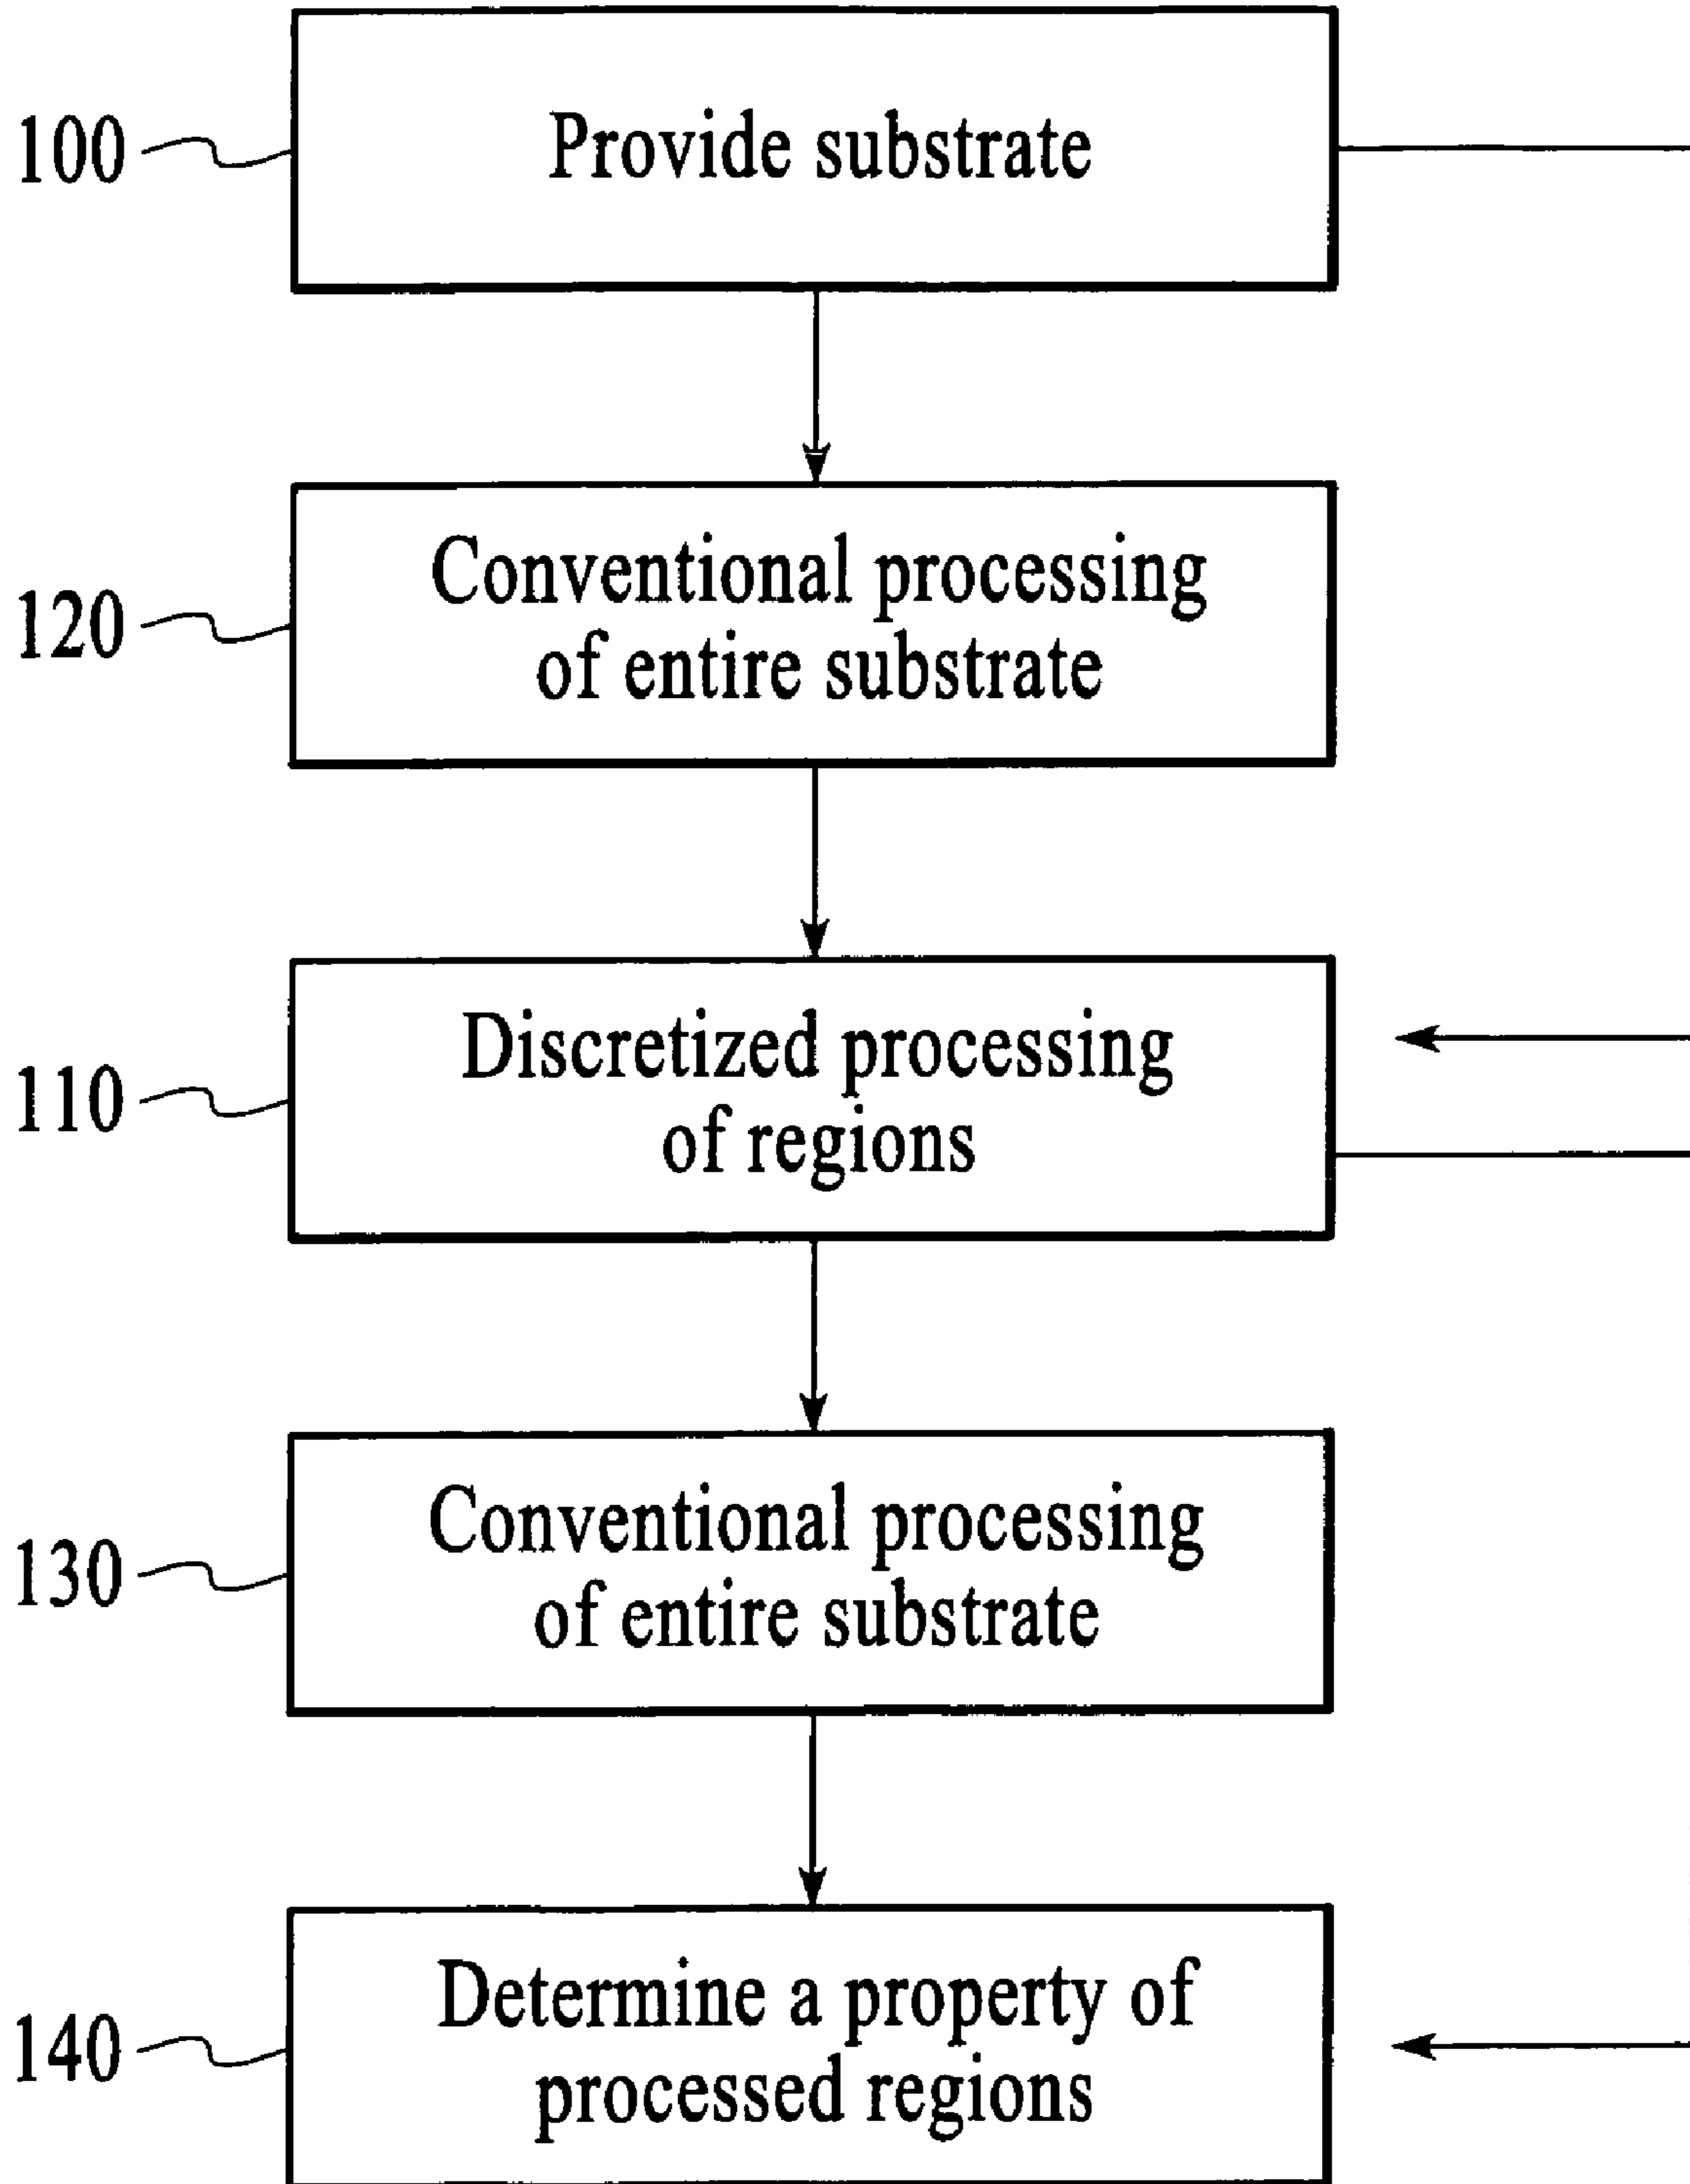 100
Provide substrate
120
Conventional processing
of entire substrate
110
Discretized processing
of regions
130
Conventional processing
of entire substrate
140
Determine a property of
processed regions